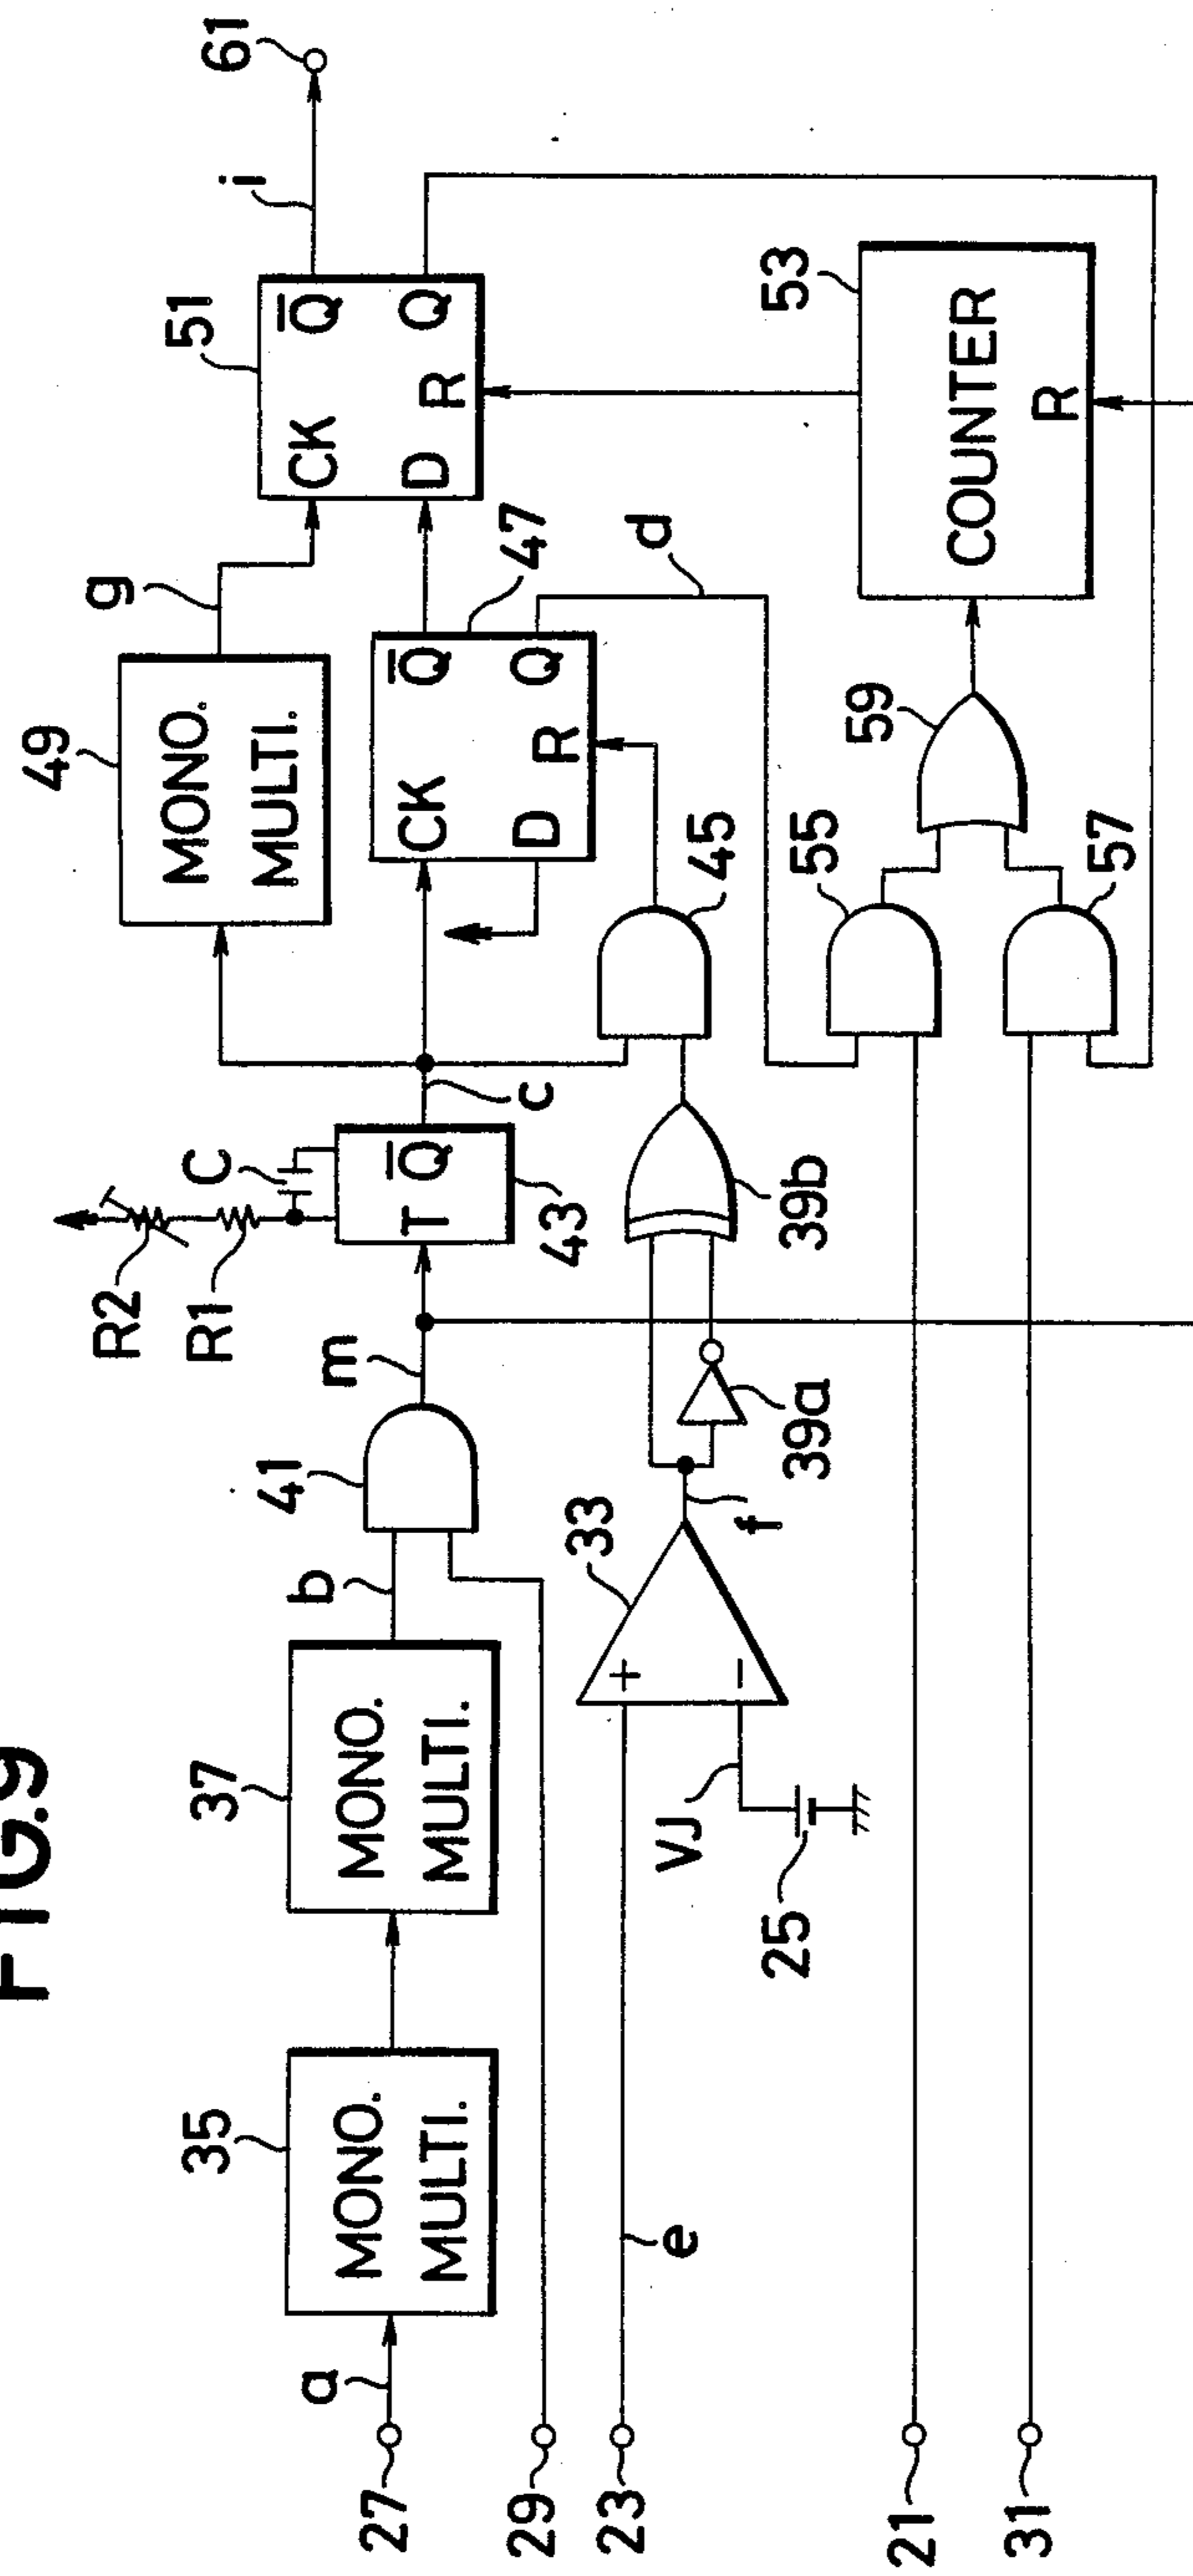 FIG.9
27
a
35
MONO.
MULTI.
37
MONO.
MULTI.
b
41
m
R2
R1
C
T
Q̅
43
c
49
MONO.
MULTI.
g
CK
Q̅
D
R
Q
47
51
CK
Q̅
D
R
Q
i
61
29
23
e
VJ
25
+
−
33
f
39a
39b
45
d
21
31
55
57
59
53
COUNTER
R